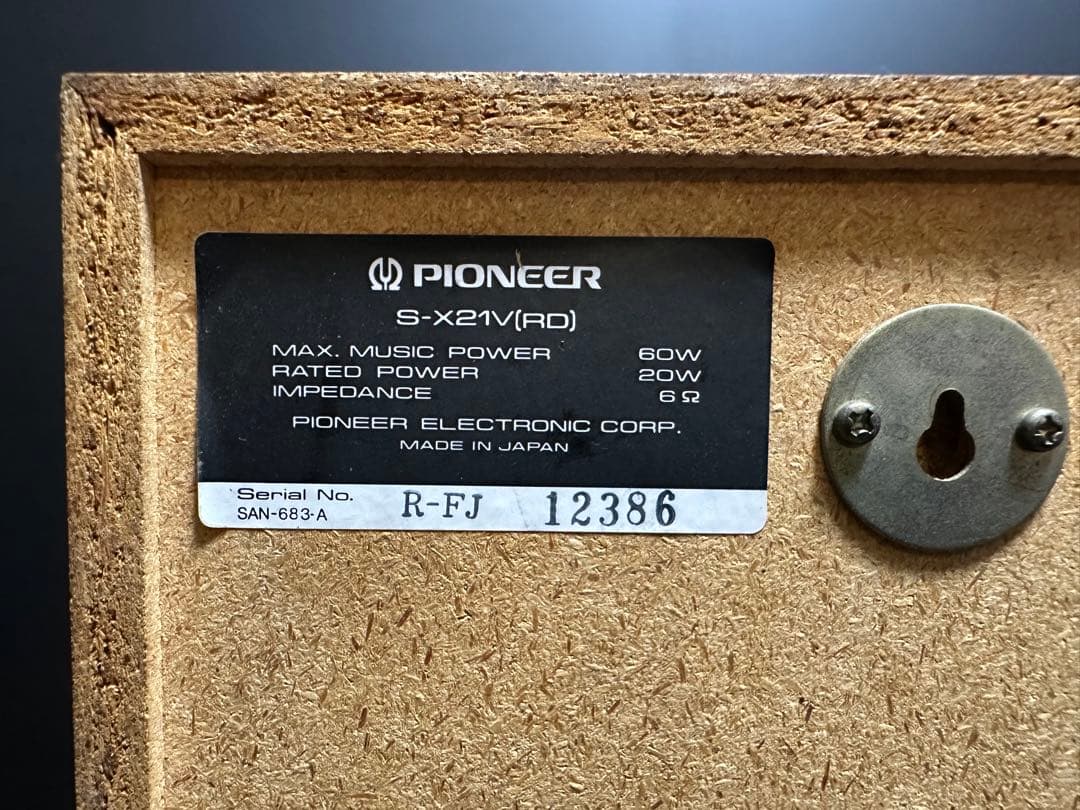 PIONEER
S-X21V(RD)
MAX. MUSIC POWER 60W
RATED POWER 20W
IMPEDANCE 6Ω
PIONEER ELECTRONIC CORP.
MADE IN JAPAN
Serial No. R-FJ 12386
SAN-683-A